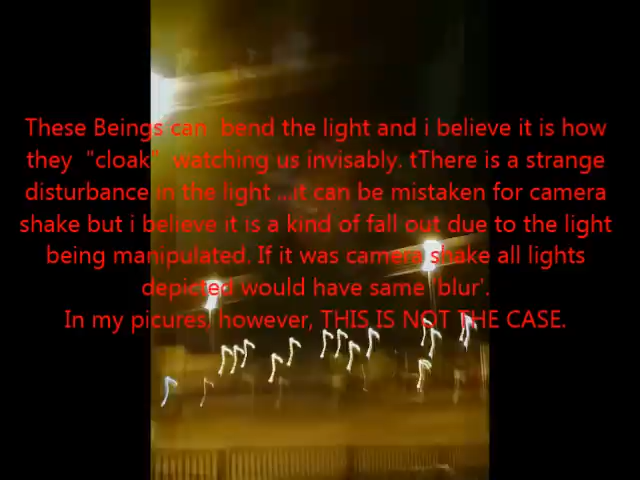 These Beings can bend the light and i believe it is how
they "cloak" watching us invisably. tThere is a strange
disturbance in the light ...it can be mistaken for camera
shake but i believe it is a kind of fall out due to the light
being manipulated. If it was camera shake all lights
depicted would have same 'blur'.
In my picures, however, THIS IS NOT THE CASE.